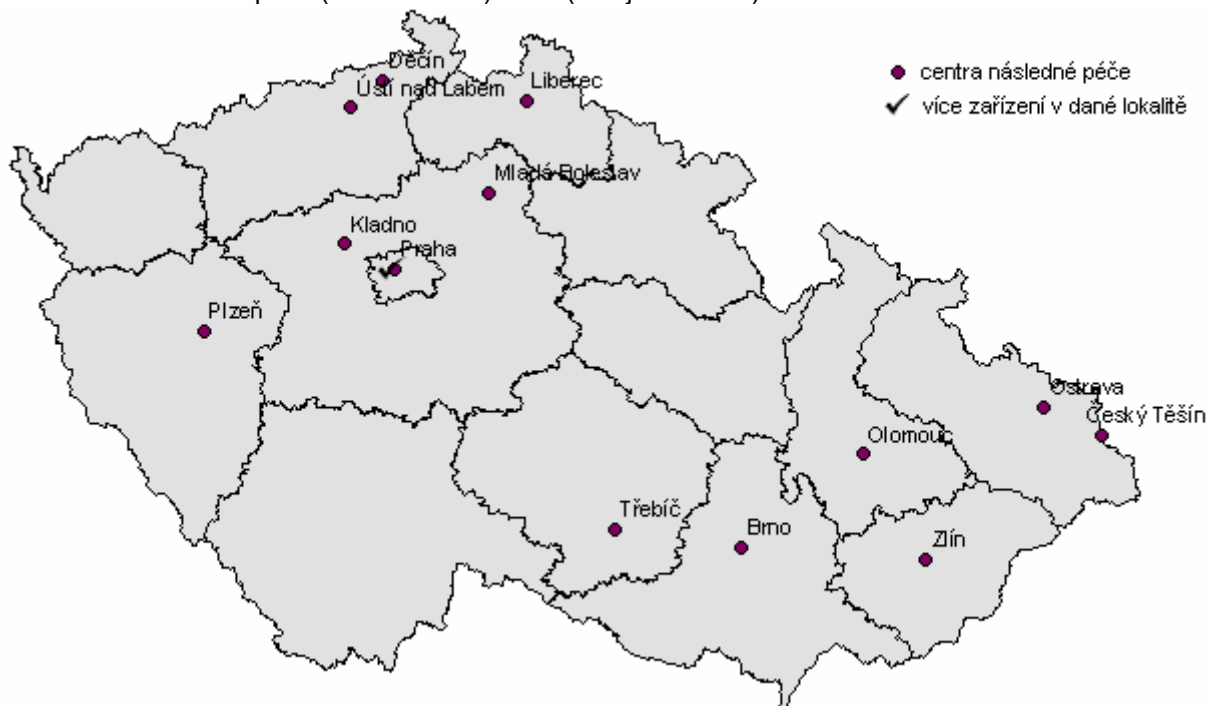 Děčín
Ústí nad Labem
Liberec
centra následné péče
více zařízení v dané lokalitě
Mladá Boleslav
Kladno
Praha
Plzeň
Ostrava
Český Těšín
Olomouc
Třebíč
Brno
Zlín